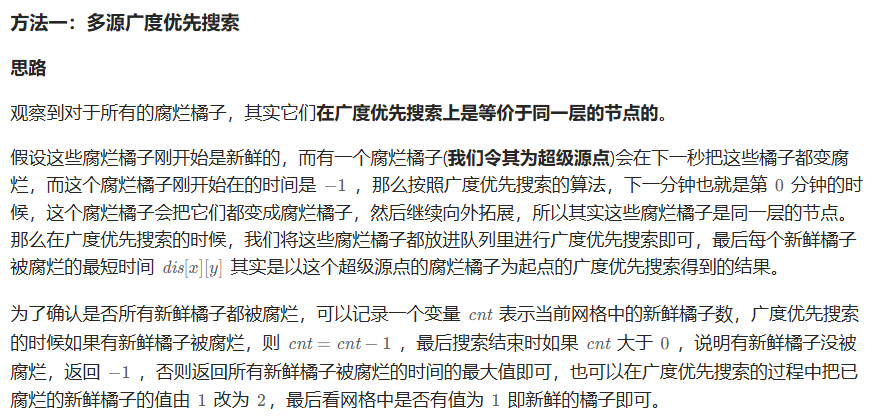 方法一：多源广度优先搜索
思路
观察到对于所有的腐烂橘子，其实它们在广度优先搜索上是等价于同一层的节点的。
假设这些腐烂橘子刚开始是新鲜的，而有一个腐烂橘子(我们令其为超级源点)会在下一秒把这些橘子都变腐
烂，而这个腐烂橘子刚开始在的时间是 −1 ，那么按照广度优先搜索的算法，下一分钟也就是第 0 分钟的时
候，这个腐烂橘子会把它们都变成腐烂橘子，然后继续向外拓展，所以其实这些腐烂橘子是同一层的节点。
那么在广度优先搜索的时候，我们将这些腐烂橘子都放进队列里进行广度优先搜索即可，最后每个新鲜橘子
被腐烂的最短时间 dis[x][y] 其实是以这个超级源点的腐烂橘子为起点的广度优先搜索得到的结果。
为了确认是否所有新鲜橘子都被腐烂，可以记录一个变量 cnt 表示当前网格中的新鲜橘子数，广度优先搜索
的时候如果有新鲜橘子被腐烂，则 cnt = cnt − 1 ，最后搜索结束时如果 cnt 大于 0 ，说明有新鲜橘子没被
腐烂，返回 −1 ，否则返回所有新鲜橘子被腐烂的时间的最大值即可，也可以在广度优先搜索的过程中把已
腐烂的新鲜橘子的值由 1 改为 2，最后看网格中是否有值为 1 即新鲜的橘子即可。